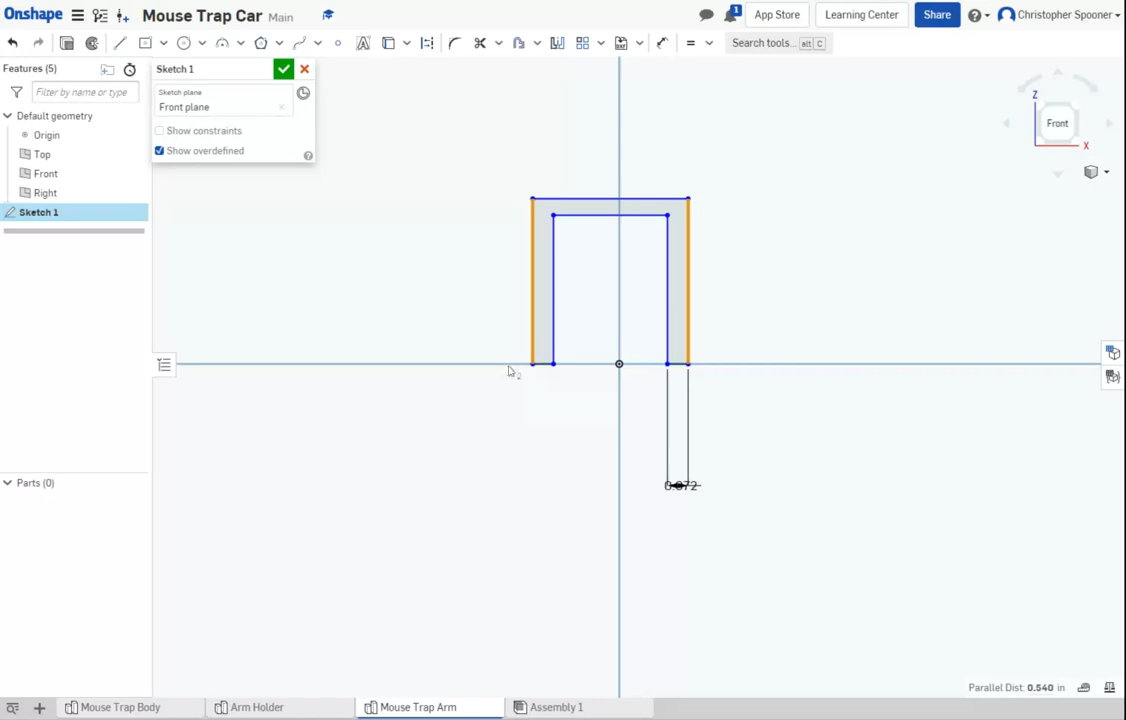 Onshape Mouse Trap Car Main 1 App Store Learning Center Share Christopher Spooner
Search tools... alt C
Features (5)
Filter by name or type
Default geometry
Origin
Top
Front
Right
Sketch 1
Parts (0)
Sketch 1
Sketch plane
Front plane
Show constraints
Show overdefined
Z
Front
X
0.072
Parallel Dist: 0.540 in
Mouse Trap Body Arm Holder Mouse Trap Arm Assembly 1